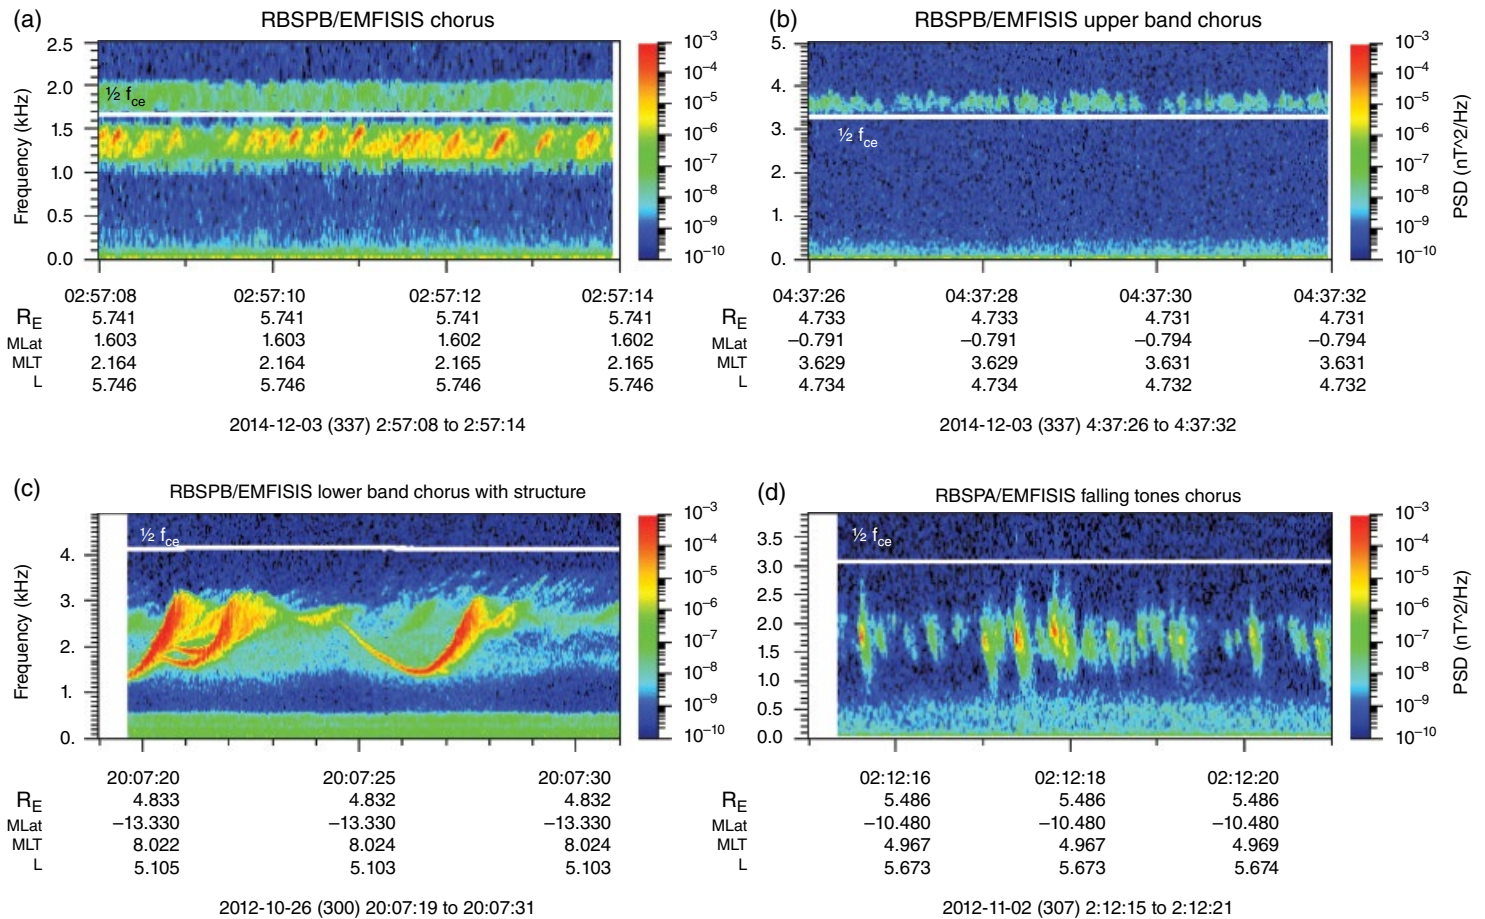 (a) RBSPB/EMFISIS chorus
Frequency (kHz)
2.5
2.0
1.5
1.0
0.5
0.0
½ fce
10–3
10–4
10–5
10–6
10–7
10–8
10–9
10–10
02:57:08 02:57:10 02:57:12 02:57:14
RE 5.741 5.741 5.741 5.741
MLat 1.603 1.603 1.602 1.602
MLT 2.164 2.164 2.165 2.165
L 5.746 5.746 5.746 5.746
2014-12-03 (337) 2:57:08 to 2:57:14
(b) RBSPB/EMFISIS upper band chorus
5.
4.
3.
2.
1.
0.
½ fce
10–3
10–4
10–5
10–6
10–7
10–8
10–9
10–10
PSD (nT^2/Hz)
04:37:26 04:37:28 04:37:30 04:37:32
RE 4.733 4.733 4.731 4.731
MLat –0.791 –0.791 –0.794 –0.794
MLT 3.629 3.629 3.631 3.631
L 4.734 4.734 4.732 4.732
2014-12-03 (337) 4:37:26 to 4:37:32
(c) RBSPB/EMFISIS lower band chorus with structure
Frequency (kHz)
4.
3.
2.
1.
0.
½ fce
10–3
10–4
10–5
10–6
10–7
10–8
10–9
10–10
20:07:20 20:07:25 20:07:30
RE 4.833 4.832 4.832
MLat –13.330 –13.330 –13.330
MLT 8.022 8.024 8.024
L 5.105 5.103 5.103
2012-10-26 (300) 20:07:19 to 20:07:31
(d) RBSPA/EMFISIS falling tones chorus
3.5
3.0
2.5
2.0
1.5
1.0
0.5
0.0
½ fce
10–3
10–4
10–5
10–6
10–7
10–8
10–9
10–10
PSD (nT^2/Hz)
02:12:16 02:12:18 02:12:20
RE 5.486 5.486 5.486
MLat –10.480 –10.480 –10.480
MLT 4.967 4.967 4.969
L 5.673 5.673 5.674
2012-11-02 (307) 2:12:15 to 2:12:21